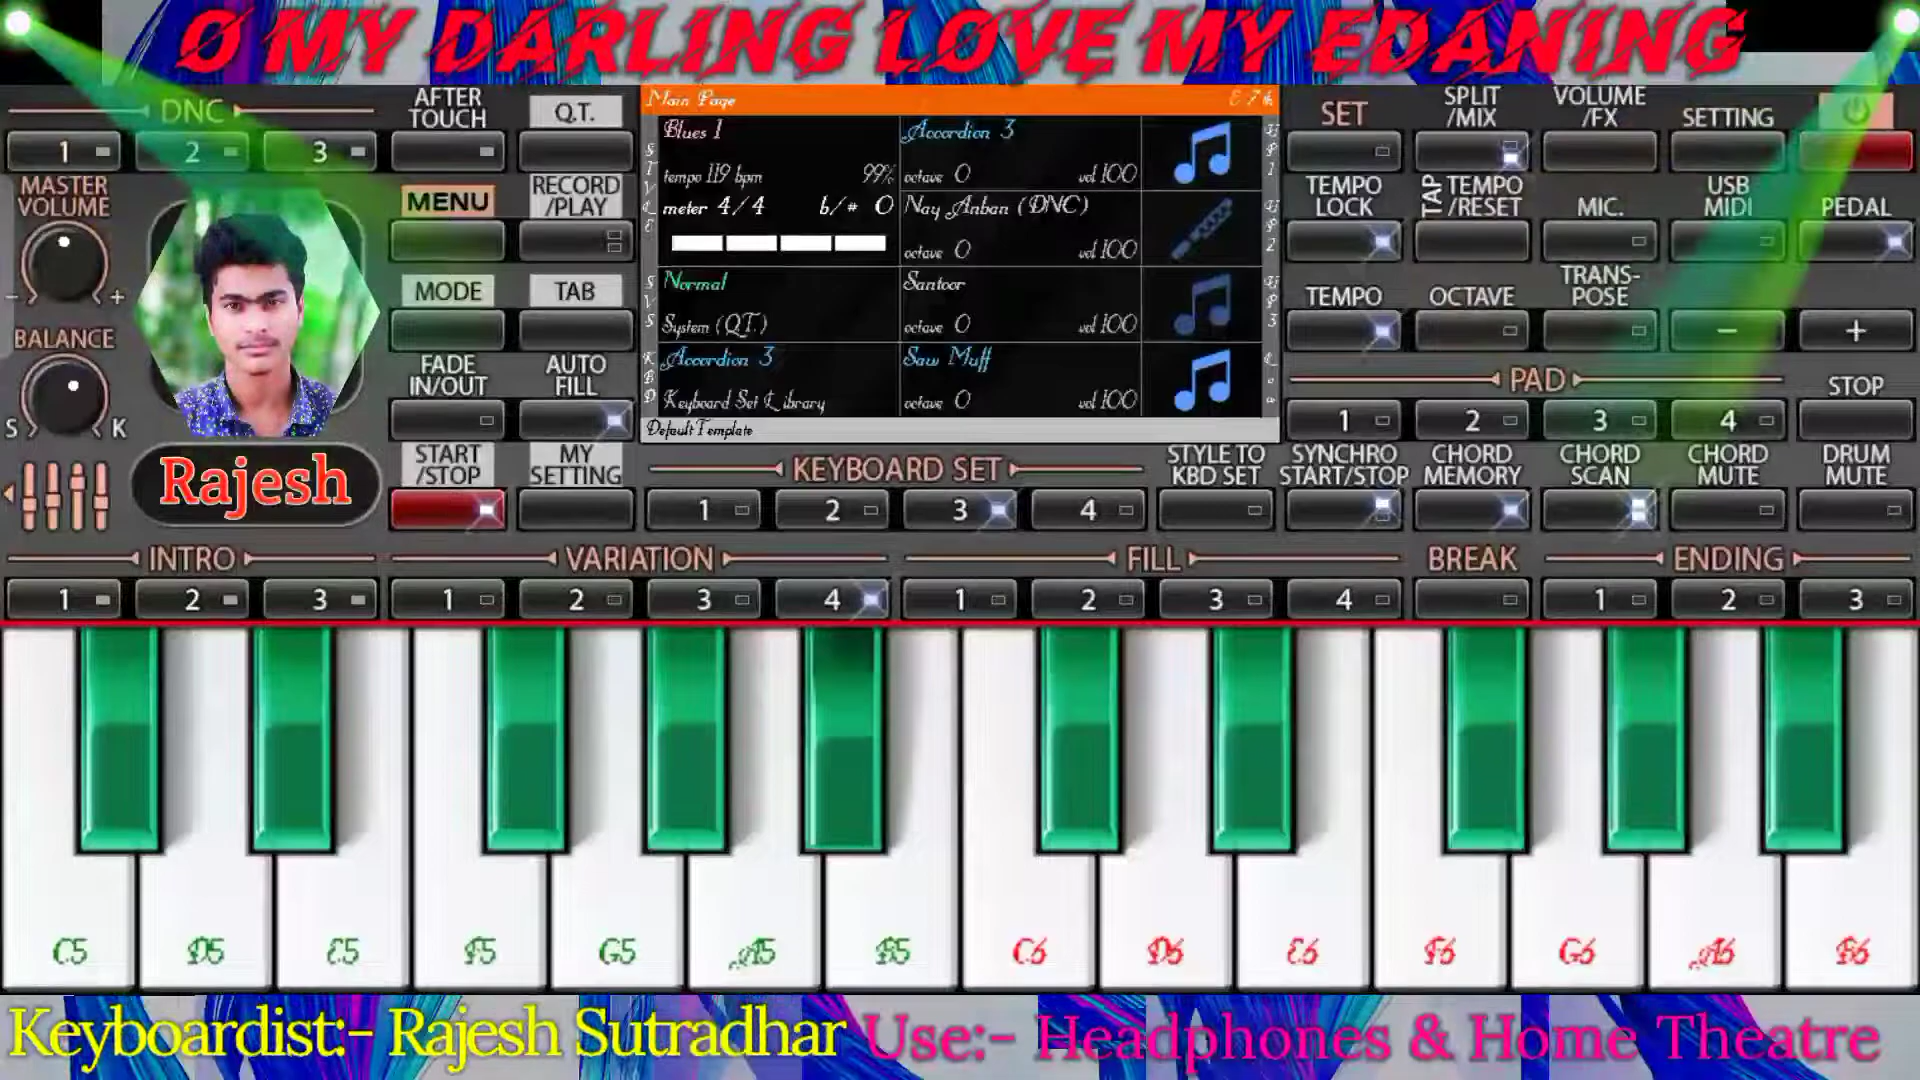 O MY DARLING LOVE MY EDANING
DNC
1 2 3
AFTER TOUCH
Q.T.
MASTER VOLUME
- +
MENU
RECORD /PLAY
BALANCE
S K
MODE
TAB
FADE IN/OUT
AUTO FILL
Rajesh
START /STOP
MY SETTING
Main Page
Blues 1
tempo 119 bpm 99%
meter 4/4 b/# 0
Normal
System (QT.)
Accordion 3
Keyboard Set Library
Accordion 3
octave 0 vol 100
Nay Anban (DNC)
octave 0 vol 100
Santoor
octave 0 vol 100
Saw Muff
octave 0 vol 100
Default Template
SET
SPLIT /MIX
VOLUME /FX
SETTING
TEMPO LOCK
TAP TEMPO /RESET
MIC.
USB MIDI
PEDAL
TEMPO
OCTAVE
TRANS- POSE
- +
PAD
STOP
1 2 3 4
KEYBOARD SET
1 2 3 4
STYLE TO KBD SET
SYNCHRO START/STOP
CHORD MEMORY
CHORD SCAN
CHORD MUTE
DRUM MUTE
INTRO
1 2 3
VARIATION
1 2 3 4
FILL
1 2 3 4
BREAK
ENDING
1 2 3
C5 D5 E5 F5 G5 A5 B5 C6 D6 E6 F6 G6 A6 B6
Keyboardist:- Rajesh Sutradhar Use:- Headphones & Home Theatre